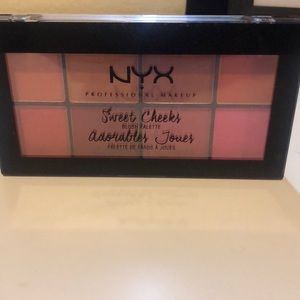 NYX
PROFESSIONAL MAKEUP
Sweet Cheeks
BLUSH PALETTE
Adorables Joues
PALETTE DE FARDS À JOUES